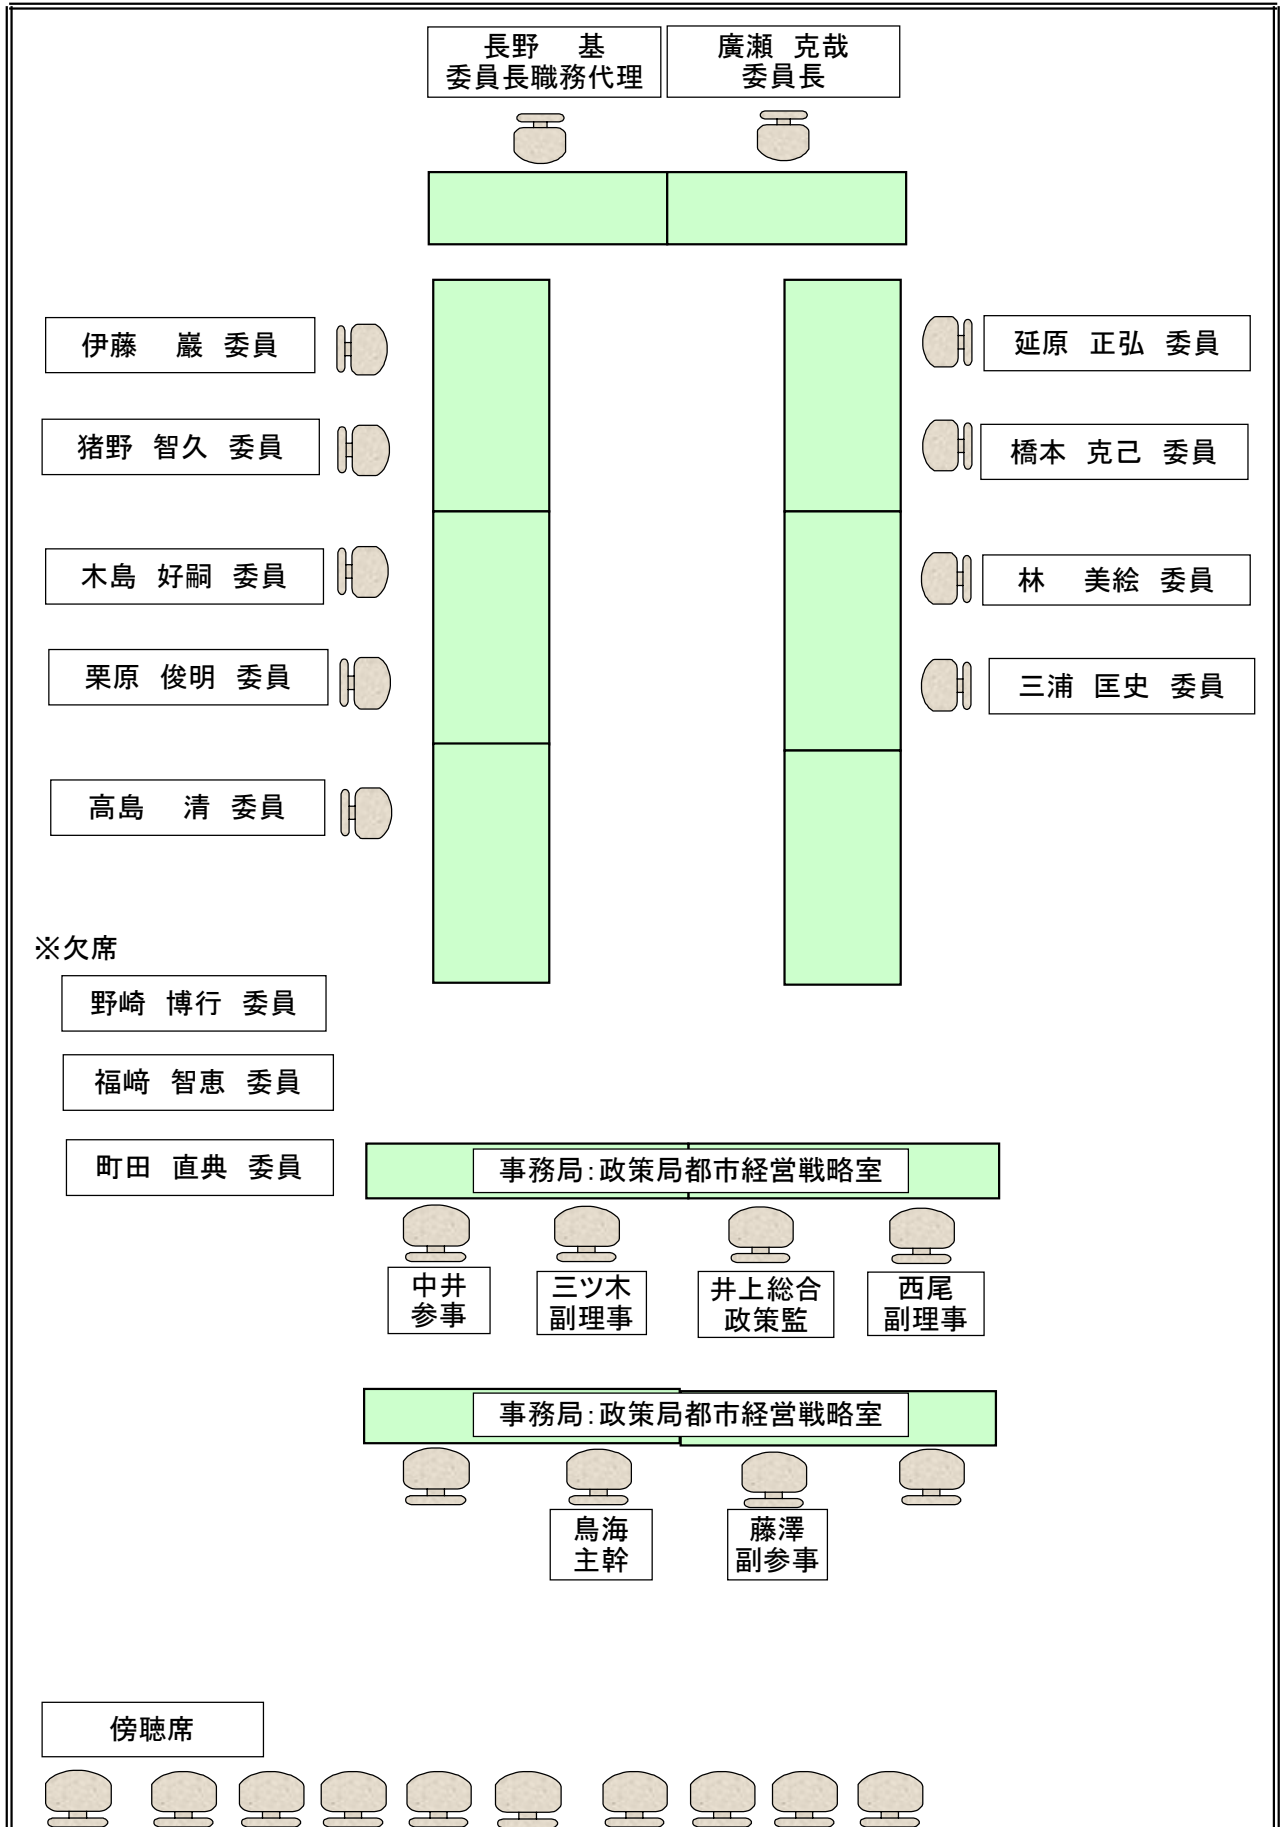 長野　基
委員長職務代理
廣瀬 克哉
委員長
伊藤　巖 委員
延原 正弘 委員
猪野 智久 委員
橋本 克己 委員
木島 好嗣 委員
林　美絵 委員
栗原 俊明 委員
三浦 匡史 委員
高島　清 委員
※欠席
野崎 博行 委員
福﨑 智恵 委員
町田 直典 委員
事務局：政策局都市経営戦略室
中井
参事
三ツ木
副理事
井上総合
政策監
西尾
副理事
事務局：政策局都市経営戦略室
鳥海
主幹
藤澤
副参事
傍聴席